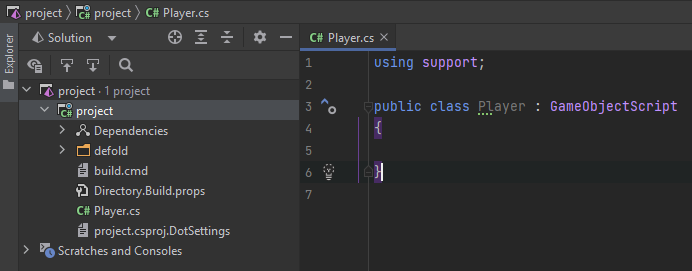 project project C# Player.cs
Explorer
Solution
project · 1 project
project
Dependencies
defold
build.cmd
Directory.Build.props
C# Player.cs
project.csproj.DotSettings
Scratches and Consoles
C# Player.cs
1 using support;
2
3 public class Player : GameObjectScript
4 {
5
6 }
7